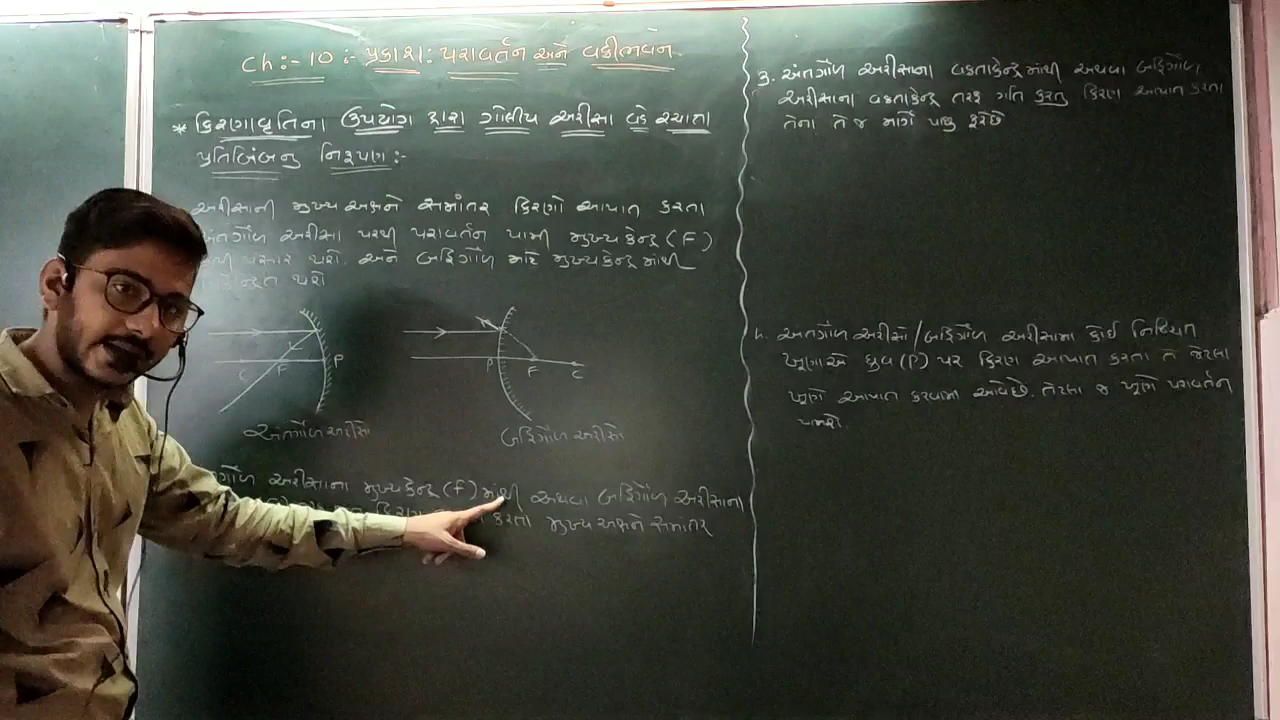 Ch:- 10 :- પ્રકાશ: પરાવર્તન અને વક્રીભવન
* કિરણાકૃતિના ઉપયોગ દ્વારા ગોલીય અરીસા વડે રચાતા
પ્રતિબિંબનુ નિરૂપણ:-
અરીસાની મુખ્ય અક્ષને સમાંતર કિરણો આપાત કરતા
અંતર્ગોળ અરીસા પરથી પરાવર્તન પામી મુખ્યકેન્દ્ર (F)
પસાર થશે. અને બહિર્ગોળ માટે મુખ્યકેન્દ્ર માંથી
થશે
C F P
P F C
અંતર્ગોળ અરીસો
બહિર્ગોળ અરીસો
ર્ગોળ અરીસાના મુખ્યકેન્દ્ર (f) માંથી અથવા બહિર્ગોળ અરીસાના
કરતા મુખ્ય અક્ષને સમાંતર
૩. અંતર્ગોળ અરીસાના વક્રતાકેન્દ્ર માંથી અથવા બહિર્ગોળ
અરીસાના વક્રતાકેન્દ્ર તરફ ગતિ કરતુ કિરણ આપાત કરતા
તેના તે જ માર્ગે પાછુ ફરેછે
૪. અંતર્ગોળ અરીસો / બહિર્ગોળ અરીસામા કોઈ નિશ્ચિત
ખૂણાએ ધ્રુવ (P) પર કિરણ આપાત કરતા તે જેટલા
ખૂણે આપાત કરવામા આવેછે. તેટલા જ ખૂણે પરાવર્તન
પામશે.